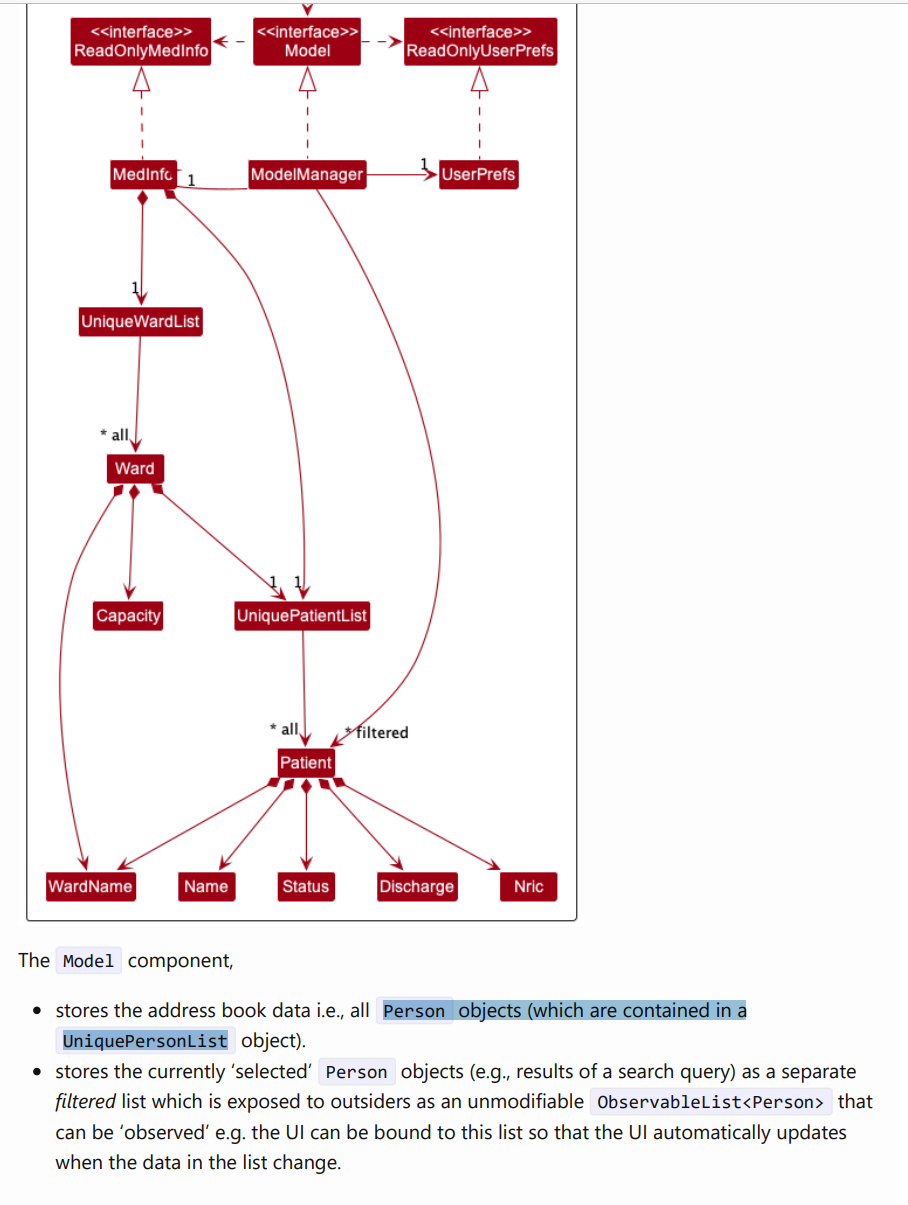 <<interface>> <<interface>> <<interface>>
ReadOnlyMedInfo Model ReadOnlyUserPrefs
MedInfo 1 ModelManager 1 UserPrefs
1
UniqueWardList
* all
Ward
1 1
Capacity UniquePatientList
* all * filtered
Patient
WardName Name Status Discharge Nric
The Model component,
• stores the address book data i.e., all Person objects (which are contained in a
UniquePersonList object).
• stores the currently ‘selected’ Person objects (e.g., results of a search query) as a separate
filtered list which is exposed to outsiders as an unmodifiable ObservableList<Person> that
can be ‘observed’ e.g. the UI can be bound to this list so that the UI automatically updates
when the data in the list change.